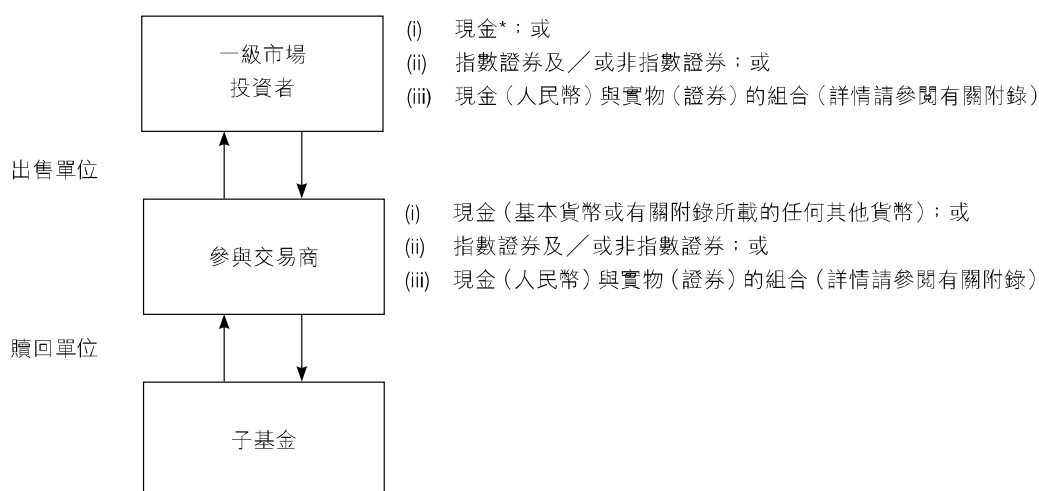 一級市場
投資者
(i) 現金*；或
(ii) 指數證券及／或非指數證券；或
(iii) 現金（人民幣）與實物（證券）的組合（詳情請參閱有關附錄）
出售單位
參與交易商
(i) 現金（基本貨幣或有關附錄所載的任何其他貨幣）；或
(ii) 指數證券及／或非指數證券；或
(iii) 現金（人民幣）與實物（證券）的組合（詳情請參閱有關附錄）
贖回單位
子基金